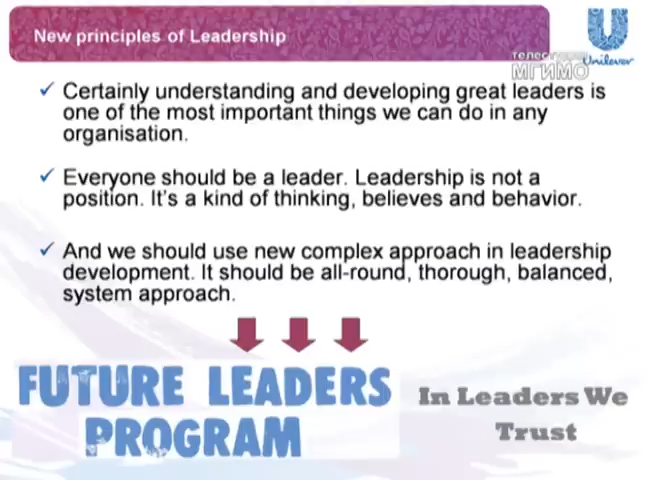 New principles of Leadership
МГИМО
Unilever
Certainly understanding and developing great leaders is
one of the most important things we can do in any
organisation.
Everyone should be a leader. Leadership is not a
position. It's a kind of thinking, believes and behavior.
And we should use new complex approach in leadership
development. It should be all-round, thorough, balanced,
system approach.
FUTURE LEADERS
PROGRAM
In Leaders We
Trust